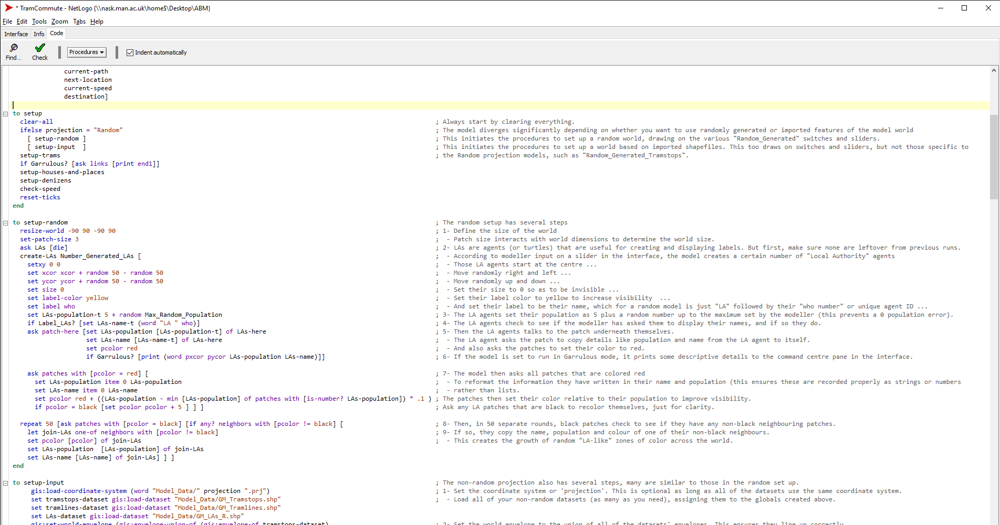 * TramCommute - NetLogo {\\nask.man.ac.uk\home$\Desktop\ABM}
File Edit Tools Zoom Tabs Help
Interface Info Code
Find... Check Procedures Indent automatically
current-path
next-location
current-speed
destination]
to setup
clear-all ; Always start by clearing everything.
ifelse projection = "Random" ; The model diverges significantly depending on whether you want to use randomly generated or imported features of the model world
[ setup-random ] ; This initiates the procedures to set up a random world, drawing on the various "Random_Generated" switches and sliders.
[ setup-input ] ; This initiates the procedures to set up a world based on imported shapefiles. This too draws on switches and sliders, but not those specific to
setup-trams ; the Random projection models, such as "Random_Generated_Tramstops".
if Garrulous? [ask links [print end1]]
setup-houses-and-places
setup-denizens
check-speed
reset-ticks
end
to setup-random ; The random setup has several steps
resize-world -90 90 -90 90 ; 1- Define the size of the world
set-patch-size 3 ; - Patch size interacts with world dimensions to determine the world size.
ask LAs [die] ; 2- LAs are agents (or turtles) that are useful for creating and displaying labels. But first, make sure none are leftover from previous runs.
create-LAs Number_Generated_LAs [ ; - According to modeller input on a slider in the interface, the model creates a certain number of "Local Authority" agents
setxy 0 0 ; - Those LA agents start at the centre ...
set xcor xcor + random 50 - random 50 ; - Move randomly right and left ...
set ycor ycor + random 50 - random 50 ; - Move randomly up and down ...
set size 0 ; - Set their size to 0 so as to be invisible ...
set label-color yellow ; - Set their label color to yellow to increase visibility ...
set label who ; - And set their label to be their name, which for a random model is just "LA" followed by their "who number" or unique agent ID ...
set LAs-population-t 5 + random Max_Random_Population ; 3- The LA agents set their population as 5 plus a random number up to the maximum set by the modeller (this prevents a 0 population error).
if Label_LAs? [set LAs-name-t (word "LA " who)] ; 4- The LA agents check to see if the modeller has asked them to display their names, and if so they do.
ask patch-here [set LAs-population [LAs-population-t] of LAs-here ; 5- Then the LA agents talks to the patch underneath themselves.
set LAs-name [LAs-name-t] of LAs-here ; - The LA agent asks the patch to copy details like population and name from the LA agent to itself.
set pcolor red ; - And also asks the patches to set their color to red.
if Garrulous? [print (word pxcor pycor LAs-population LAs-name)]] ; 6- If the model is set to run in Garrulous mode, it prints some descriptive details to the command centre pane in the interface.
ask patches with [pcolor = red] [ ; 7- The model then asks all patches that are colored red
set LAs-population item 0 LAs-population ; - To reformat the information they have written in their name and population (this ensures these are recorded properly as strings or numbers
set LAs-name item 0 LAs-name ; - rather than lists.
set pcolor red + ((LAs-population - min [LAs-population] of patches with [is-number? LAs-population]) * .1 ) ; The patches then set their color relative to their population to improve visibility.
if pcolor = black [set pcolor pcolor + 5 ] ] ] ; Ask any LA patches that are black to recolor themselves, just for clarity.
repeat 50 [ask patches with [pcolor = black] [if any? neighbors with [pcolor != black] [ ; 8- Then, in 50 separate rounds, black patches check to see if they have any non-black neighbouring patches.
let join-LAs one-of neighbors with [pcolor != black] ; 9- If so, they copy the name, population and colour of one of their non-black neighbours.
set pcolor [pcolor] of join-LAs ; - This creates the growth of random "LA-like" zones of color across the world.
set LAs-population [LAs-population] of join-LAs
set LAs-name [LAs-name] of join-LAs] ] ]
end
to setup-input ; The non-random projection also has several steps, many are similar to those in the random set up.
gis:load-coordinate-system (word "Model_Data/" projection ".prj") ; 1- Set the coordinate system or 'projection'. This is optional as long as all of the datasets use the same coordinate system.
set tramstops-dataset gis:load-dataset "Model_Data/GM_Tramstops.shp" ; - Load all of your non-random datasets (as many as you need), assigning them to the globals created above.
set tramlines-dataset gis:load-dataset "Model_Data/GM_Tramlines.shp"
set LAs-dataset gis:load-dataset "Model_Data/GM_LAs_R.shp"
gis:set-world-envelope (gis:envelope-union-of (gis:envelope-of tramstops-dataset) ; 2- Set the world envelope to the union of all of the datasets' envelopes. This ensures they line up correctly